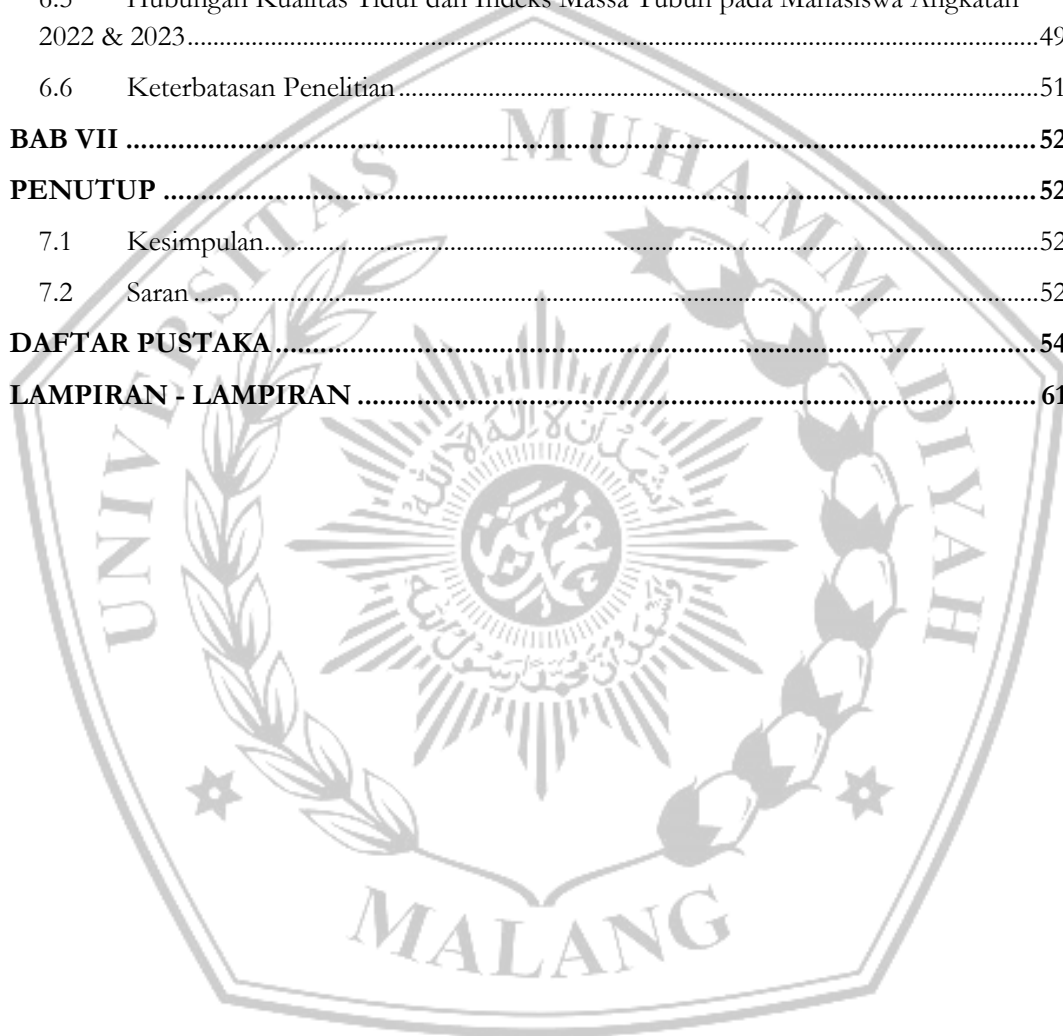 6.5 Hubungan Kualitas Tidur dan Indeks Massa Tubuh pada Mahasiswa Angkatan
2022 & 2023 49
6.6 Keterbatasan Penelitian 51
BAB VII 52
PENUTUP 52
7.1 Kesimpulan 52
7.2 Saran 52
DAFTAR PUSTAKA 54
LAMPIRAN - LAMPIRAN 61
UNIVERSITAS MUHAMMADIYAH
MALANG